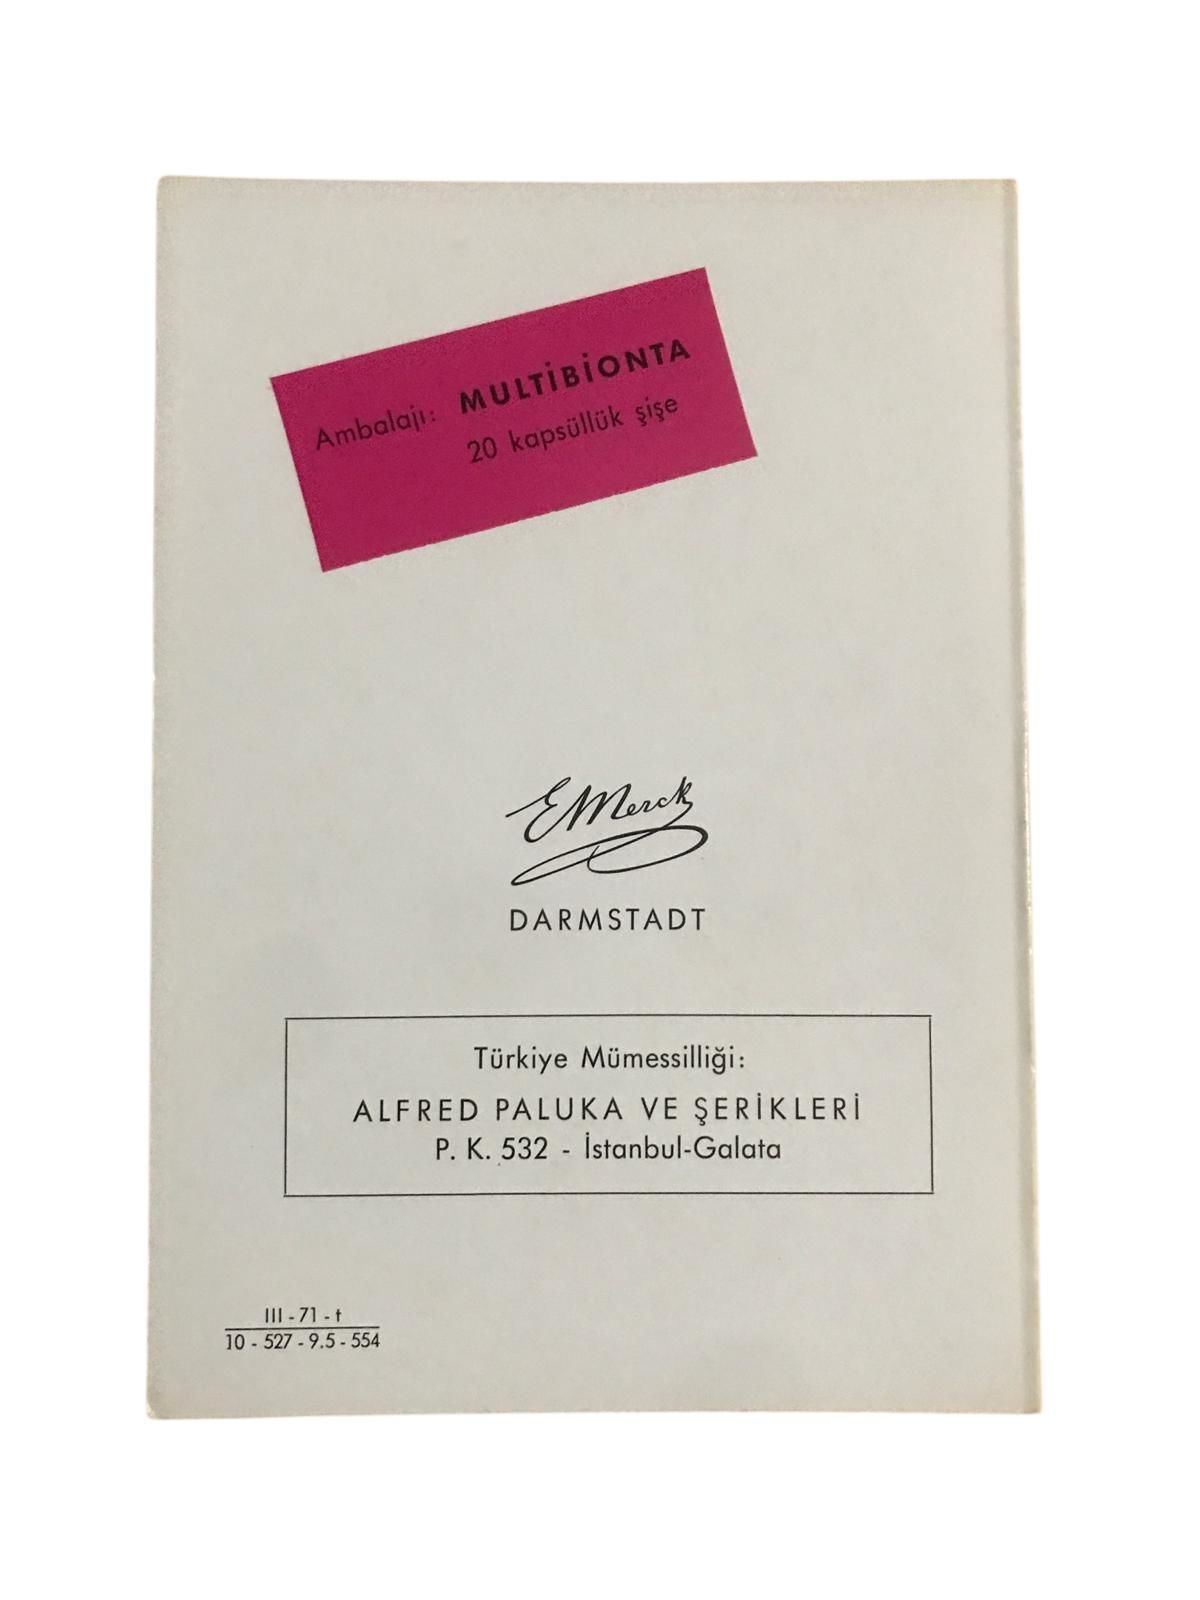 Ambalajı: MULTİBİONTA
20 kapsüllük şişe
E Merck
DARMSTADT
Türkiye Mümessilliği:
ALFRED PALUKA VE ŞERİKLERİ
P. K. 532 - İstanbul-Galata
III - 71 - t
10 - 527 - 9.5 - 554